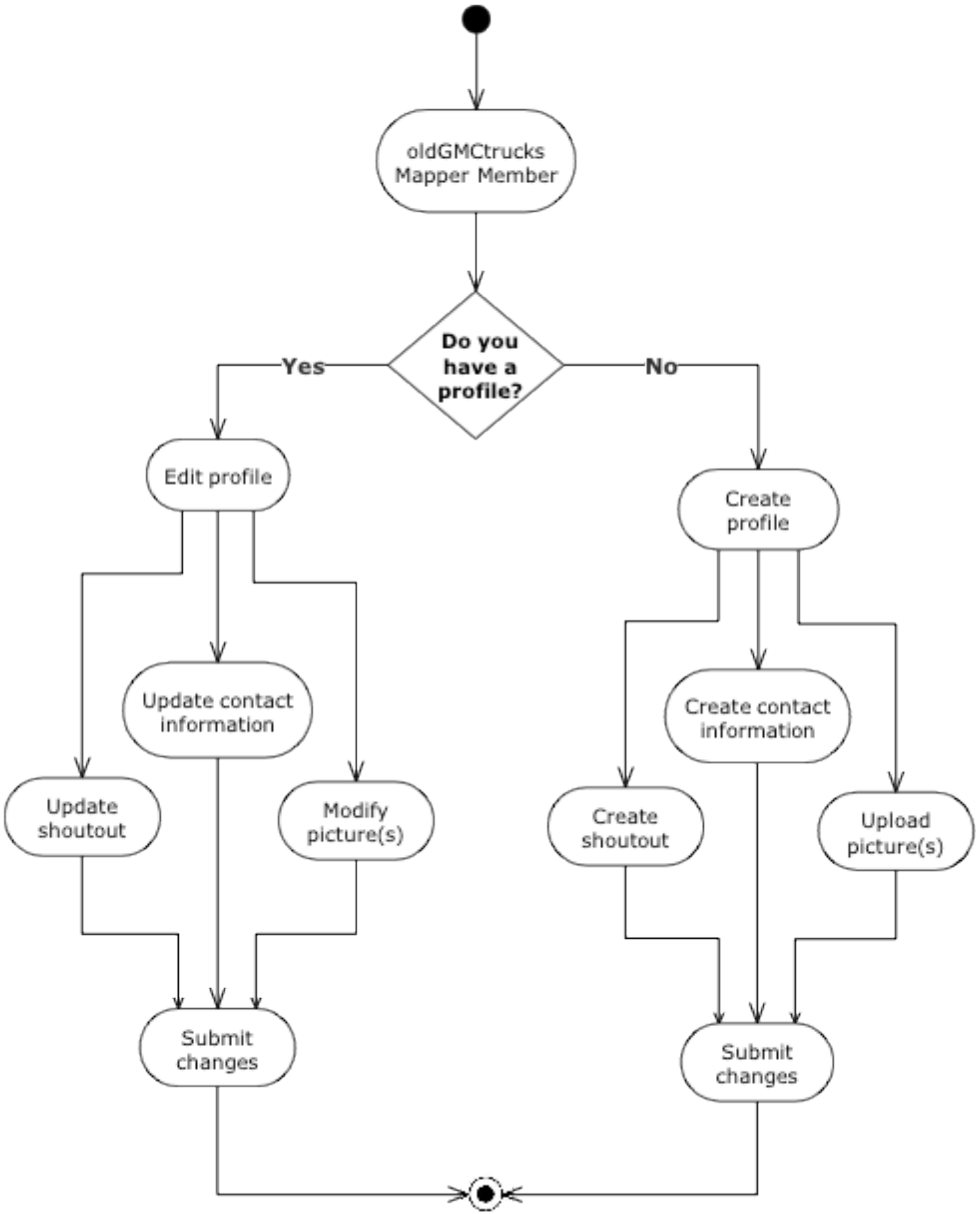 oldGMCtrucks
Mapper Member
Do you
have a
profile?
Yes
No
Edit profile
Create
profile
Update contact
information
Create contact
information
Update
shoutout
Modify
picture(s)
Create
shoutout
Upload
picture(s)
Submit
changes
Submit
changes